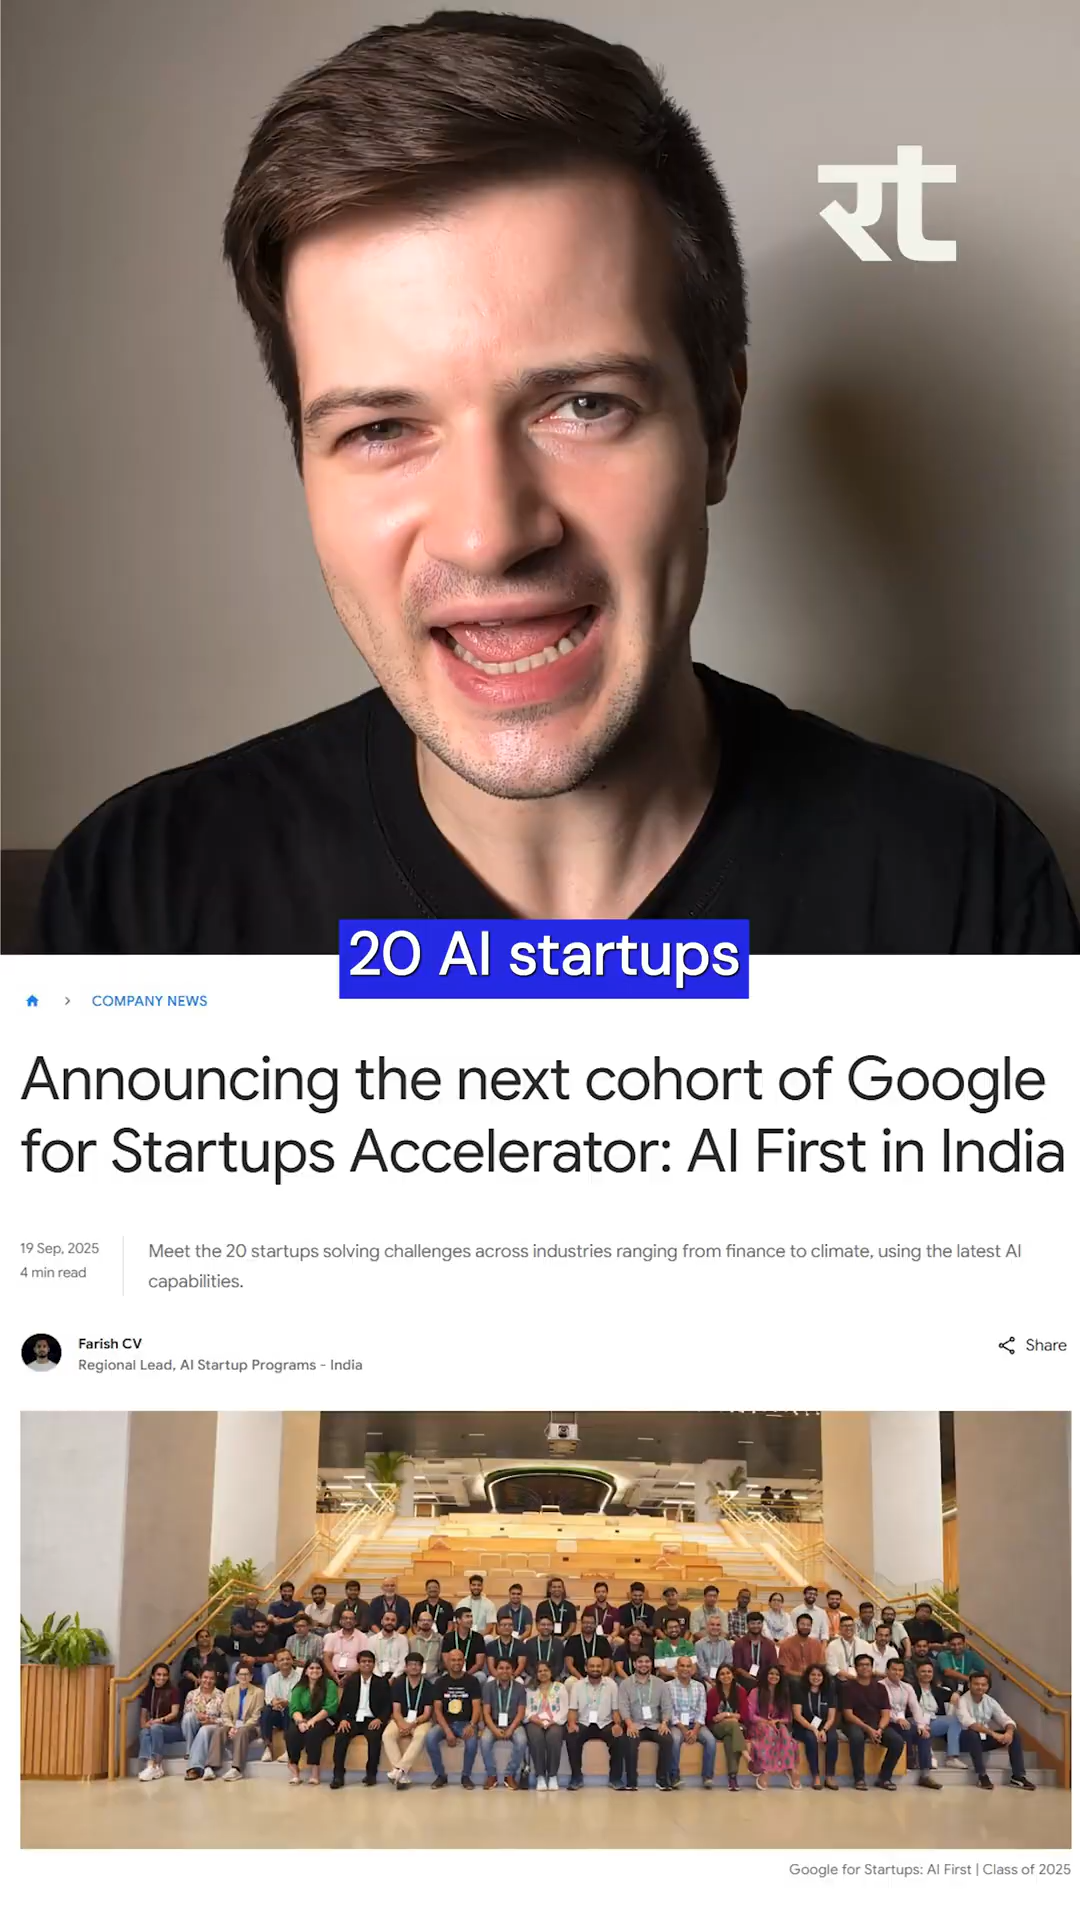 रt
20 AI startups
COMPANY NEWS
Announcing the next cohort of Google
for Startups Accelerator: AI First in India
19 Sep, 2025
4 min read
Meet the 20 startups solving challenges across industries ranging from finance to climate, using the latest AI
capabilities.
Farish CV
Regional Lead, AI Startup Programs - India
Share
Google for Startups: AI First | Class of 2025